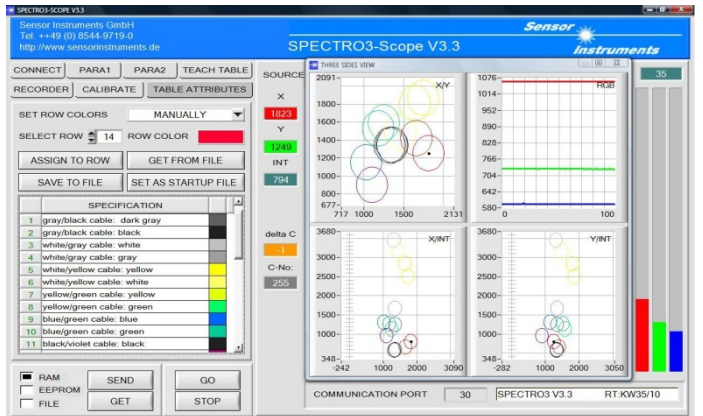 SPECTRO3-SCOPE V3.3
Sensor Instruments GmbH
Tel. ++49 (0) 8544-9719-0
http://www.sensorinstruments.de
SPECTRO3-Scope V3.3
Sensor
Instruments
CONNECT PARA1 PARA2 TEACH TABLE
RECORDER CALIBRATE TABLE ATTRIBUTES
SET ROW COLORS MANUALLY
SELECT ROW 14 ROW COLOR
ASSIGN TO ROW GET FROM FILE
SAVE TO FILE SET AS STARTUP FILE
SPECIFICATION
1 gray/black cable: dark gray
2 gray/black cable: black
3 white/gray cable: white
4 white/gray cable: gray
5 white/yellow cable: yellow
6 white/yellow cable: white
7 yellow/green cable: yellow
8 yellow/green cable: green
9 blue/green cable: blue
10 blue/green cable: green
11 black/violet cable: black
RAM
EEPROM
FILE
SEND GO
GET STOP
SOURCE
X
1823
Y
1249
INT
794
delta C
-1
C-No:
255
THREE SIDES VIEW
X/Y
2091
1800
1600
1400
1200
1000
800
677
717 1000 1500 2131
RGB
1076
1014
952
890
828
766
704
642
580
0 100
X/INT
3680
3000
2500
2000
1500
1000
348
-242 1000 2000 3090
Y/INT
3680
3000
2500
2000
1500
1000
348
-282 1000 2000 3050
35
COMMUNICATION PORT 30 SPECTRO3 V3.3 RT:KW35/10